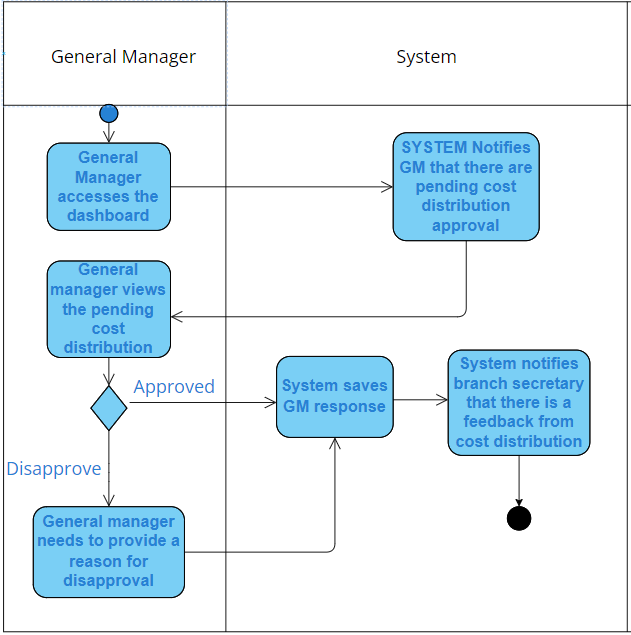 General Manager
System
General
Manager
accesses the
dashboard
SYSTEM Notifies
GM that there are
pending cost
distribution
approval
General
manager views
the pending
cost
distribution
Approved
System saves
GM response
System notifies
branch secretary
that there is a
feedback from
cost distribution
Disapprove
General manager
needs to provide a
reason for
disapproval